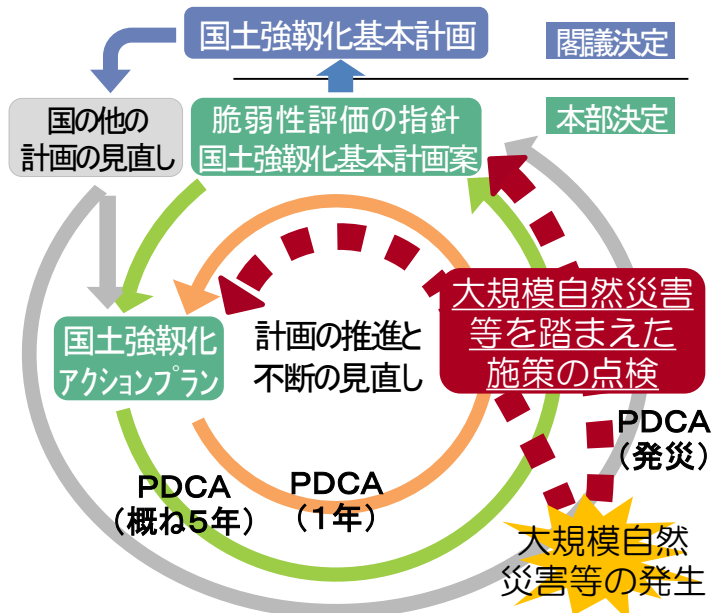 国土強靱化基本計画
閣議決定
国の他の
計画の見直し
脆弱性評価の指針
国土強靱化基本計画案
本部決定
大規模自然災害
等を踏まえた
施策の点検
国土強靱化
アクションプラン
計画の推進と
不断の見直し
PDCA
(発災)
PDCA
(概ね5年)
PDCA
(1年)
大規模自然
災害等の発生